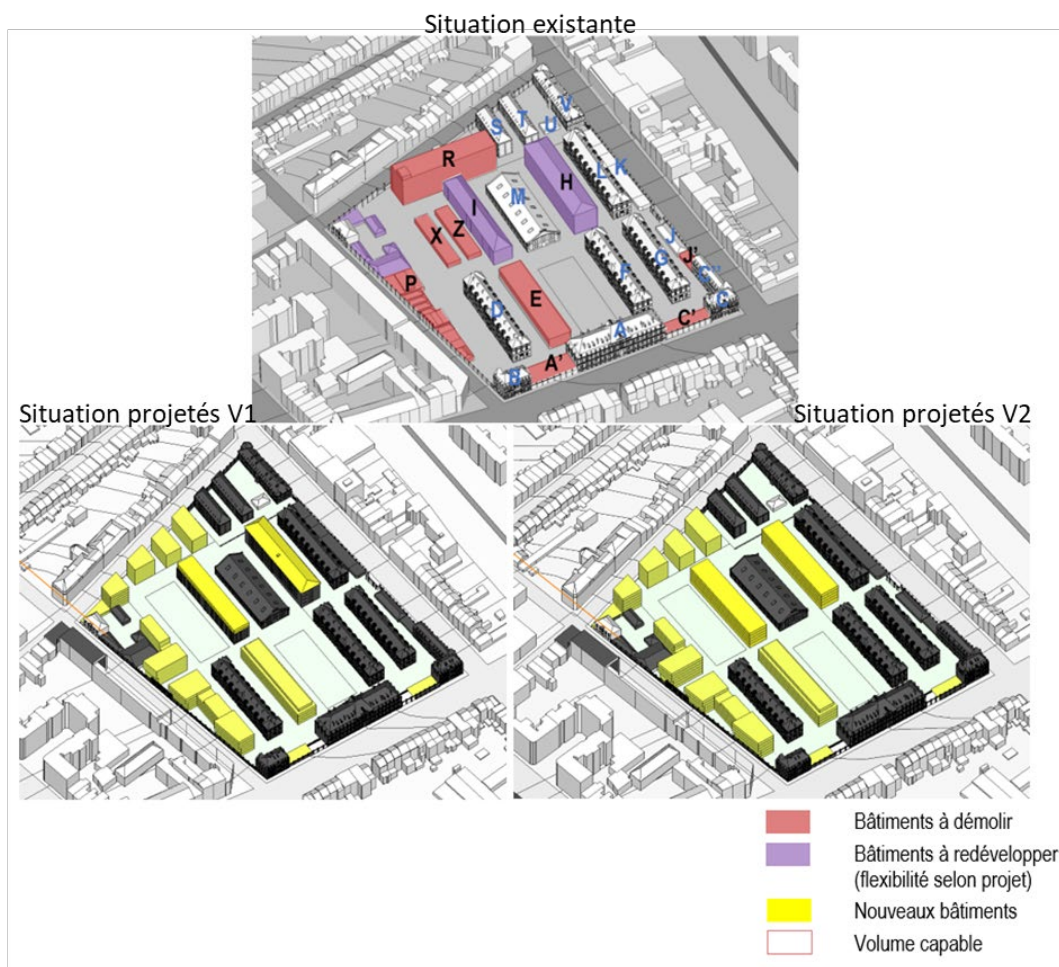 Situation existante
V
T
U
S
R
K
L
H
M
I
Z
X
J
J'
G
F
C''
C
C'
P
E
D
A
A'
B
Situation projetés V1
Situation projetés V2
Bâtiments à démolir
Bâtiments à redévelopper
(flexibilité selon projet)
Nouveaux bâtiments
Volume capable